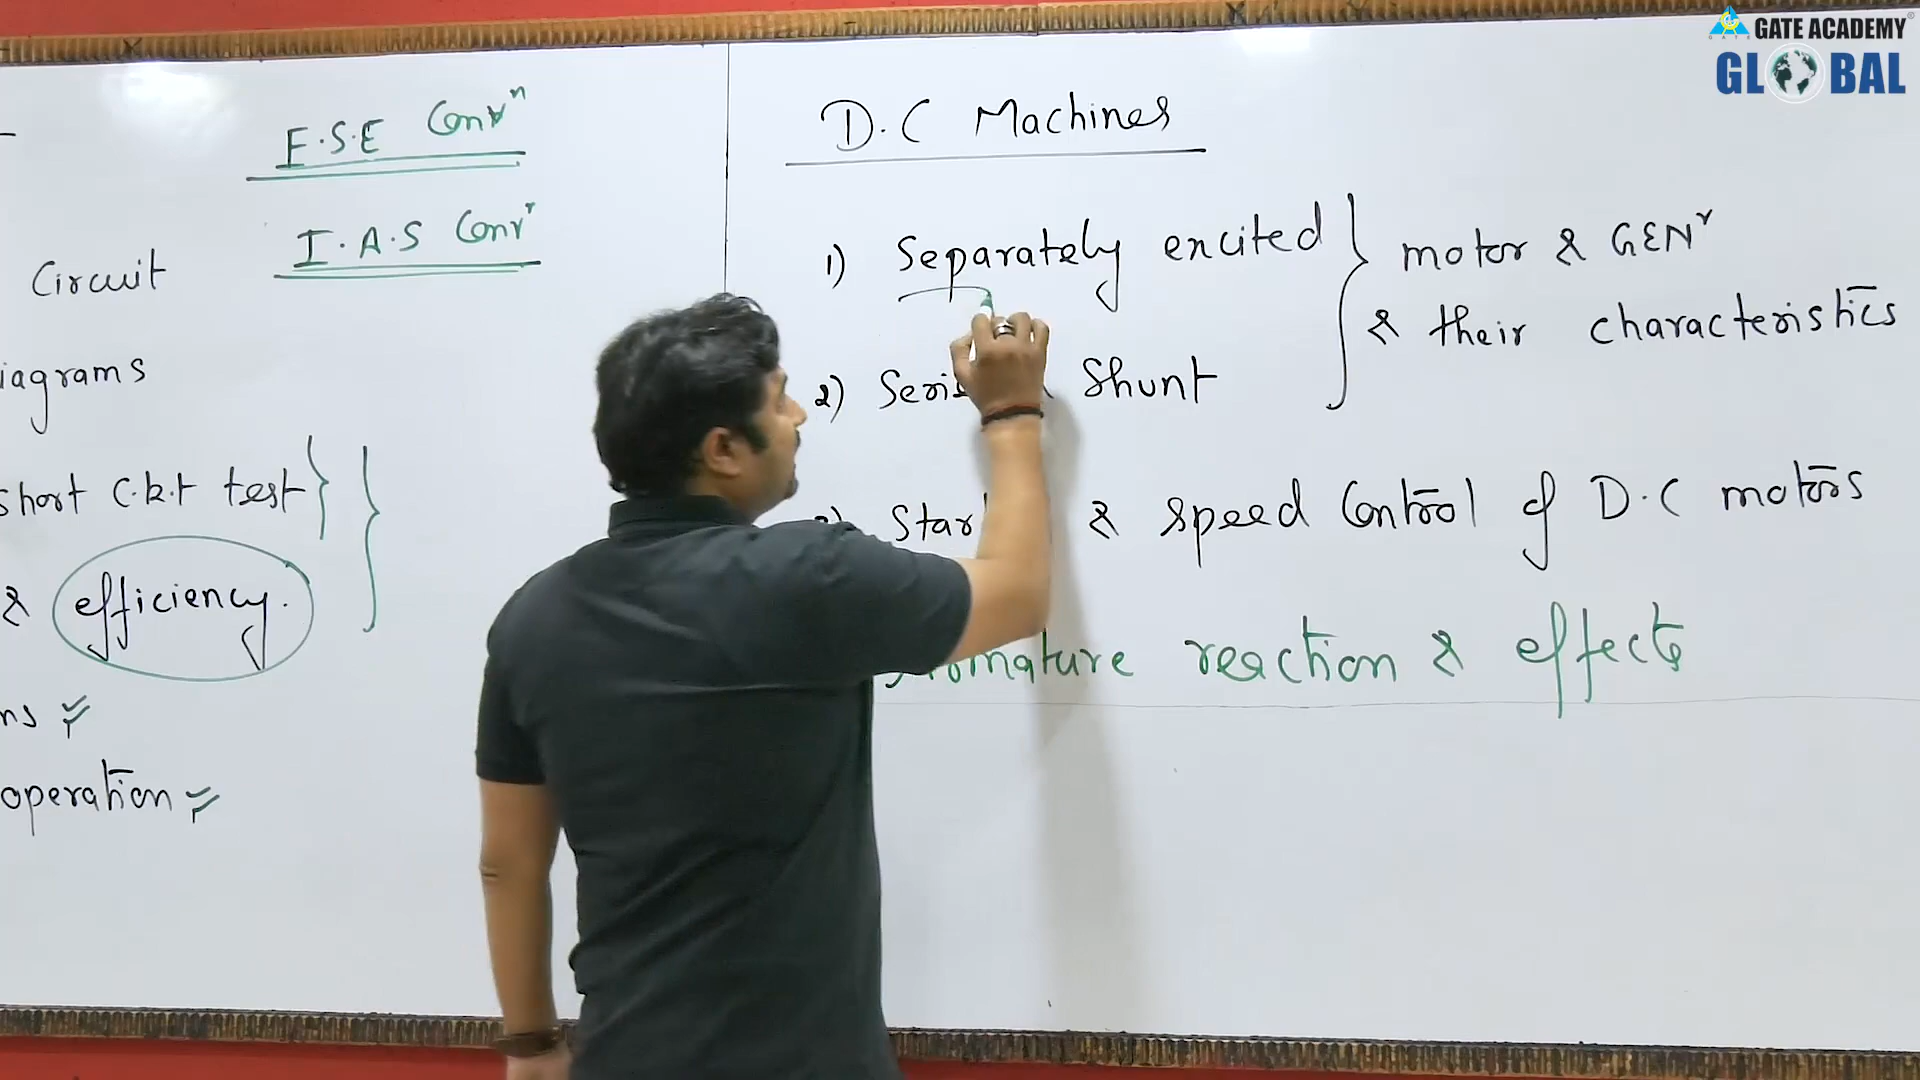 GATE ACADEMY
GLOBAL
E.S.E Convⁿ
I.A.S Convʳ
Circuit
iagrams
short C.k.t test
& efficiency.
ns
operation
D.C Machines
1) Separately excited
2) Shunt
motor & GENʳ
& their characteristics
& speed Control of D.C motors
reaction & effects